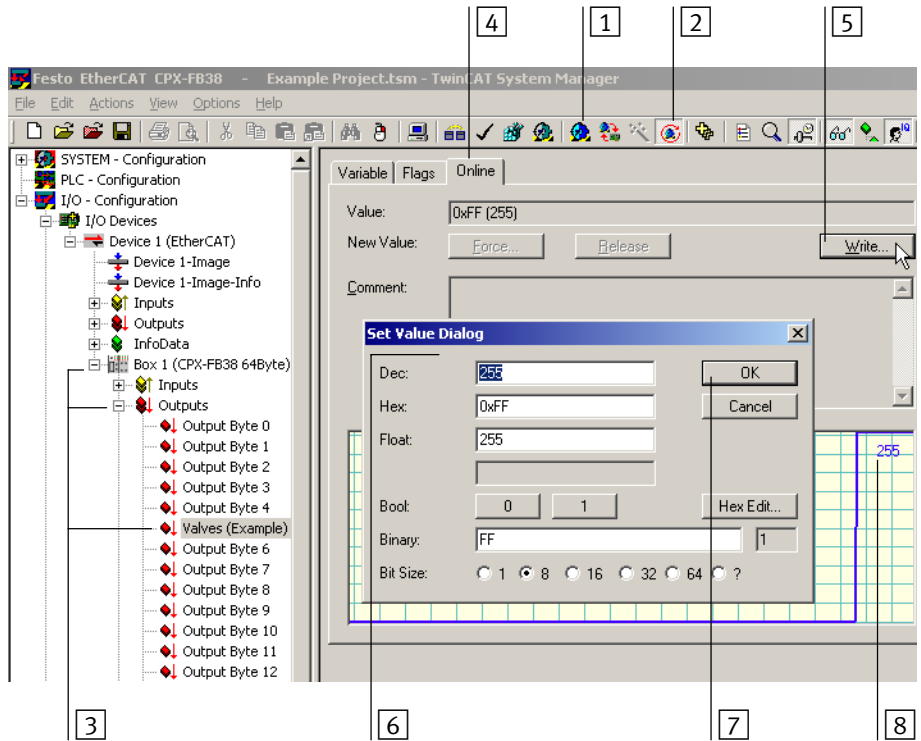 4 1 2 5
Festo EtherCAT CPX-FB38 - Example Project.tsm - TwinCAT System Manager
File Edit Actions View Options Help
SYSTEM - Configuration
PLC - Configuration
I/O - Configuration
I/O Devices
Device 1 (EtherCAT)
Device 1-Image
Device 1-Image-Info
Inputs
Outputs
InfoData
Box 1 (CPX-FB38 64Byte)
Inputs
Outputs
Output Byte 0
Output Byte 1
Output Byte 2
Output Byte 3
Output Byte 4
Valves (Example)
Output Byte 6
Output Byte 7
Output Byte 8
Output Byte 9
Output Byte 10
Output Byte 11
Output Byte 12
Variable Flags Online
Value: 0xFF (255)
New Value: Force... Release Write...
Comment:
Set Value Dialog
Dec: 255 OK
Hex: 0xFF Cancel
Float: 255
Bool: 0 1 Hex Edit...
Binary: FF 1
Bit Size: 1 8 16 32 64 ?
255
3 6 7 8